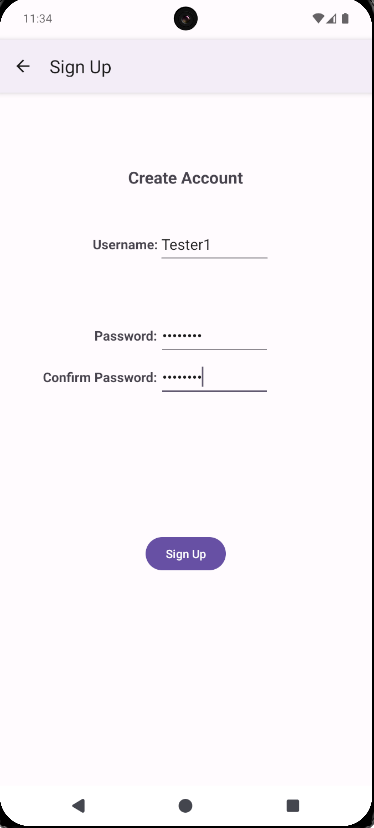 11:34
Sign Up
Create Account
Username: Tester1
Password: ••••••••
Confirm Password: ••••••••
Sign Up